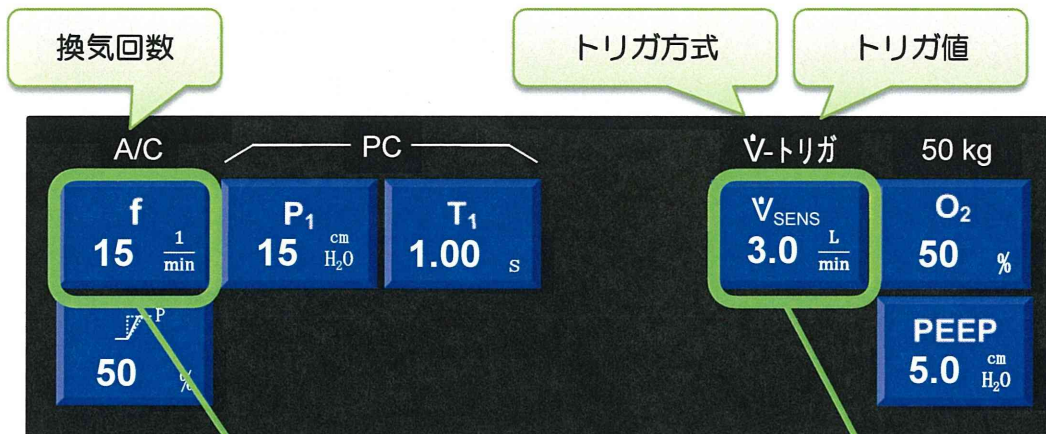 換気回数
トリガ方式
トリガ値
A/C
PC
V̇-トリガ
50 kg
f
15 1/min
P₁
15 cm H₂O
T₁
1.00 s
V̇SENS
3.0 L/min
O₂
50 %
P
50 %
PEEP
5.0 cm H₂O